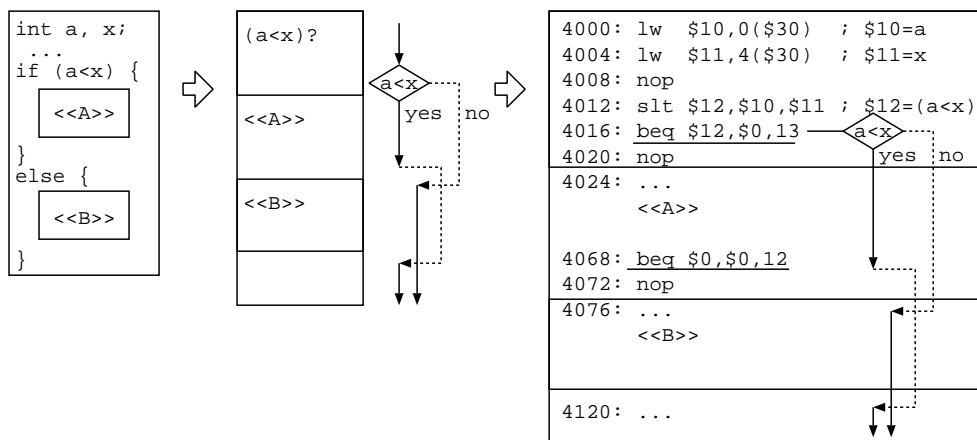 int a, x;
...
if (a<x) {
<<A>>
}
else {
<<B>>
}
(a<x)?
<<A>>
<<B>>
a<x
yes no
4000: lw $10,0($30) ; $10=a
4004: lw $11,4($30) ; $11=x
4008: nop
4012: slt $12,$10,$11 ; $12=(a<x)
4016: beq $12,$0,13
a<x
4020: nop
yes no
4024: ...
<<A>>
4068: beq $0,$0,12
4072: nop
4076: ...
<<B>>
4120: ...